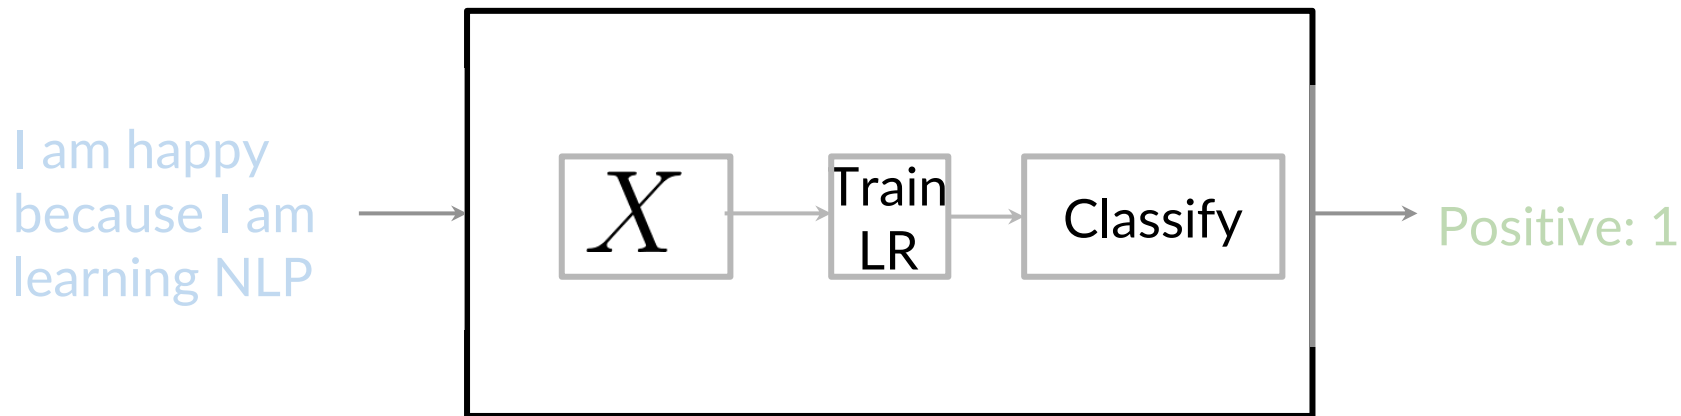 I am happy
because I am
learning NLP
X
Train
LR
Classify
Positive: 1